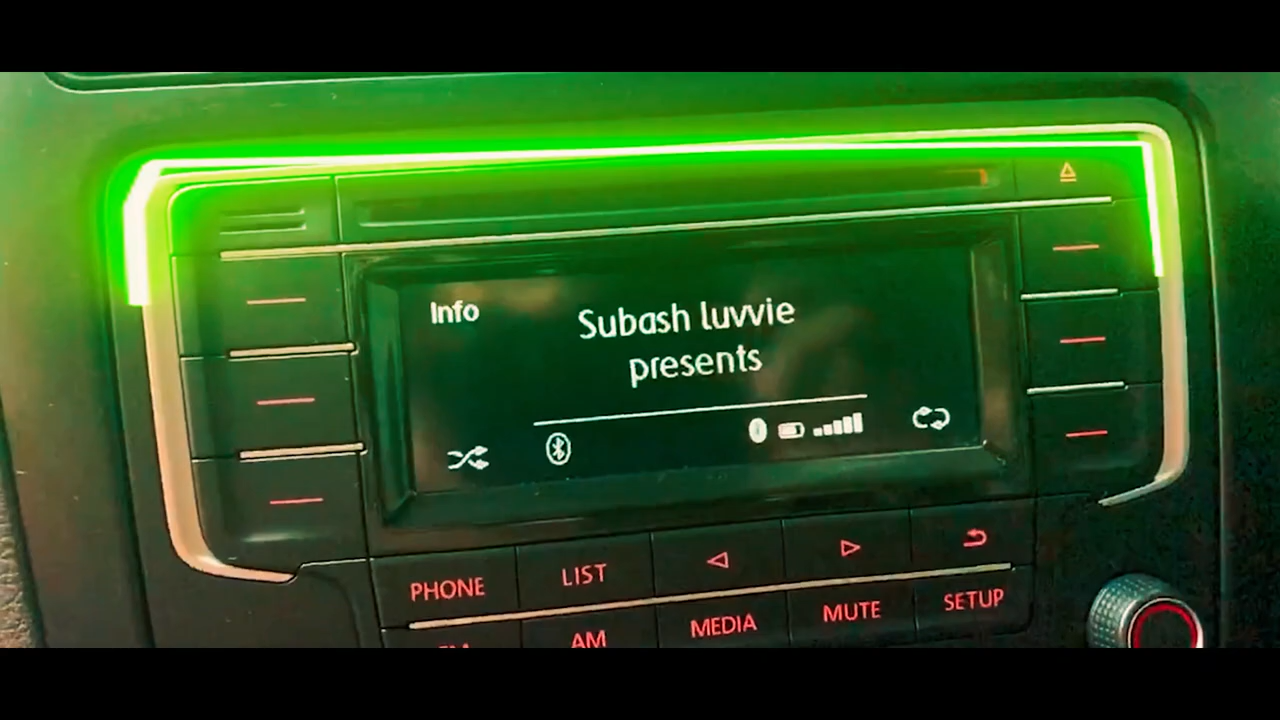 Info
Subash luvvie
presents
PHONE
LIST
MEDIA
MUTE
SETUP
AM